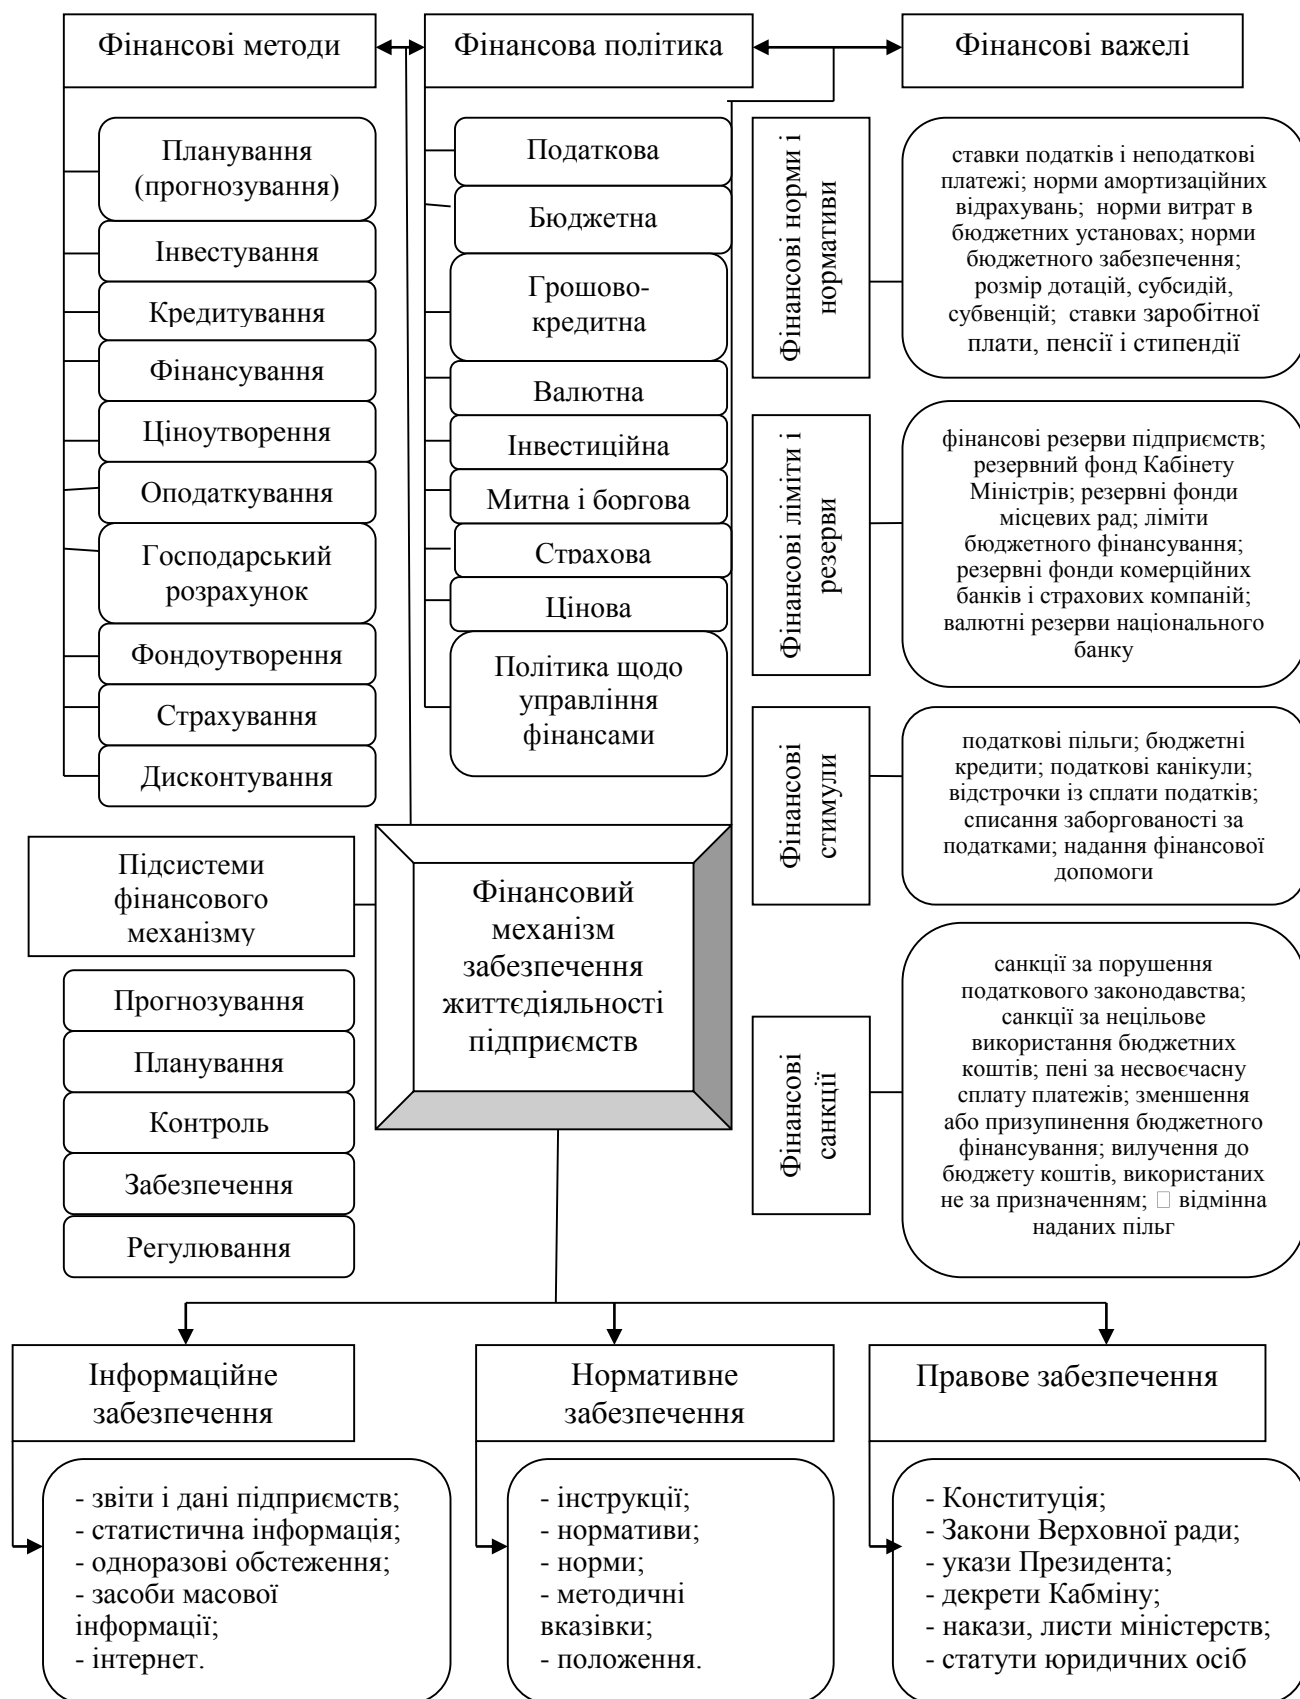 Фінансові методи
Фінансова політика
Фінансові важелі
Планування
(прогнозування)
Інвестування
Кредитування
Фінансування
Ціноутворення
Оподаткування
Господарський
розрахунок
Фондоутворення
Страхування
Дисконтування
Податкова
Бюджетна
Грошово-
кредитна
Валютна
Інвестиційна
Митна і боргова
Страхова
Цінова
Політика щодо
управління
фінансами
Фінансові норми і
нормативи
ставки податків і неподаткові
платежі; норми амортизаційних
відрахувань; норми витрат в
бюджетних установах; норми
бюджетного забезпечення;
розмір дотацій, субсидій,
субвенцій; ставки заробітної
плати, пенсії і стипендії
Фінансові ліміти і
резерви
фінансові резерви підприємств;
резервний фонд Кабінету
Міністрів; резервні фонди
місцевих рад; ліміти
бюджетного фінансування;
резервні фонди комерційних
банків і страхових компаній;
валютні резерви національного
банку
Фінансові
стимули
податкові пільги; бюджетні
кредити; податкові канікули;
відстрочки із сплати податків;
списання заборгованості за
податками; надання фінансової
допомоги
Фінансові
санкції
санкції за порушення
податкового законодавства;
санкції за нецільове
використання бюджетних
коштів; пені за несвоєчасну
сплату платежів; зменшення
або призупинення бюджетного
фінансування; вилучення до
бюджету коштів, використаних
не за призначенням; □ відмінна
наданих пільг
Підсистеми
фінансового
механізму
Прогнозування
Планування
Контроль
Забезпечення
Регулювання
Фінансовий
механізм
забезпечення
життєдіяльності
підприємств
Інформаційне
забезпечення
- звіти і дані підприємств;
- статистична інформація;
- одноразові обстеження;
- засоби масової
інформації;
- інтернет.
Нормативне
забезпечення
- інструкції;
- нормативи;
- норми;
- методичні
вказівки;
- положення.
Правове забезпечення
- Конституція;
- Закони Верховної ради;
- укази Президента;
- декрети Кабміну;
- накази, листи міністерств;
- статути юридичних осіб